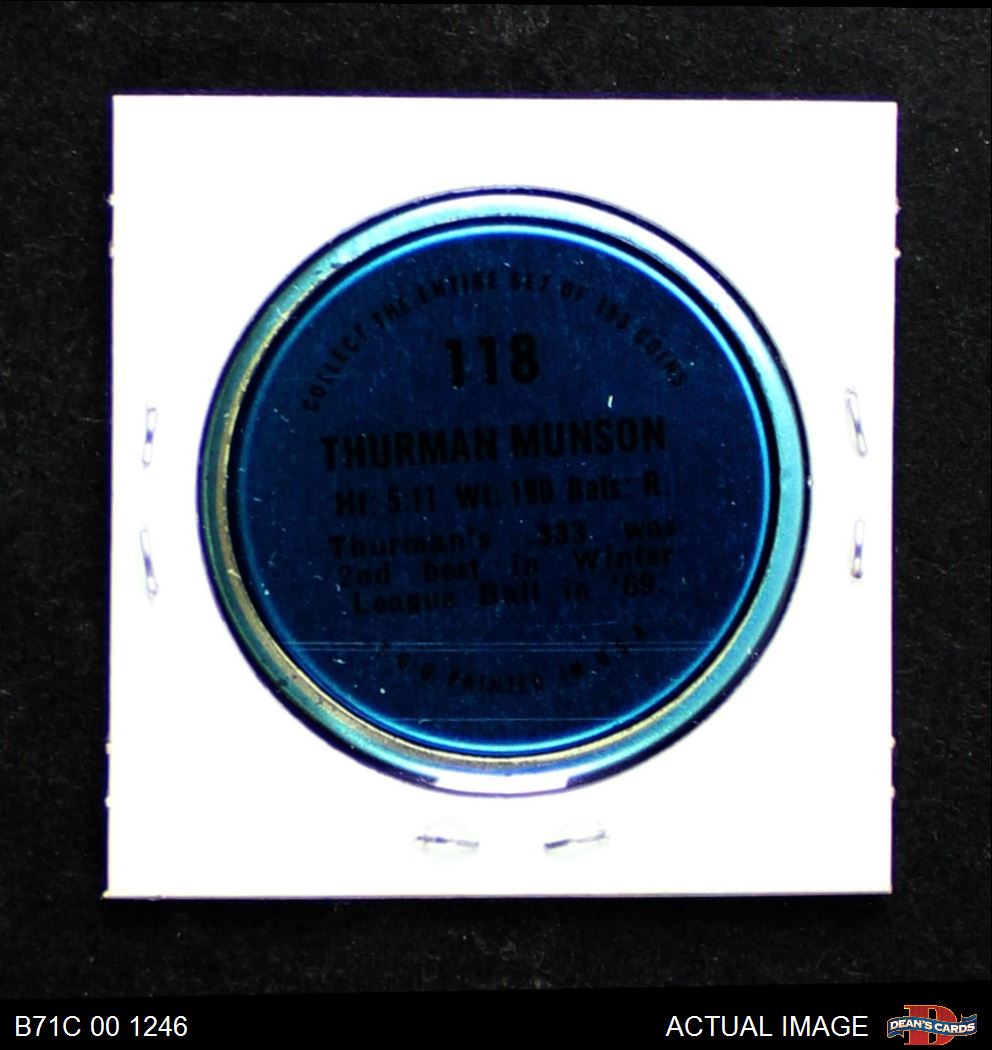 COLLECT THE ENTIRE SET OF 153 COINS
118
THURMAN MUNSON
Ht: 5-11 Wt: 190 Bats: R.
Thurman's .333 was
2nd best in Winter
League Ball in '69.
T.C.G. PRINTED IN U.S.A.
B71C 00 1246
ACTUAL IMAGE
DEAN'S CARDS